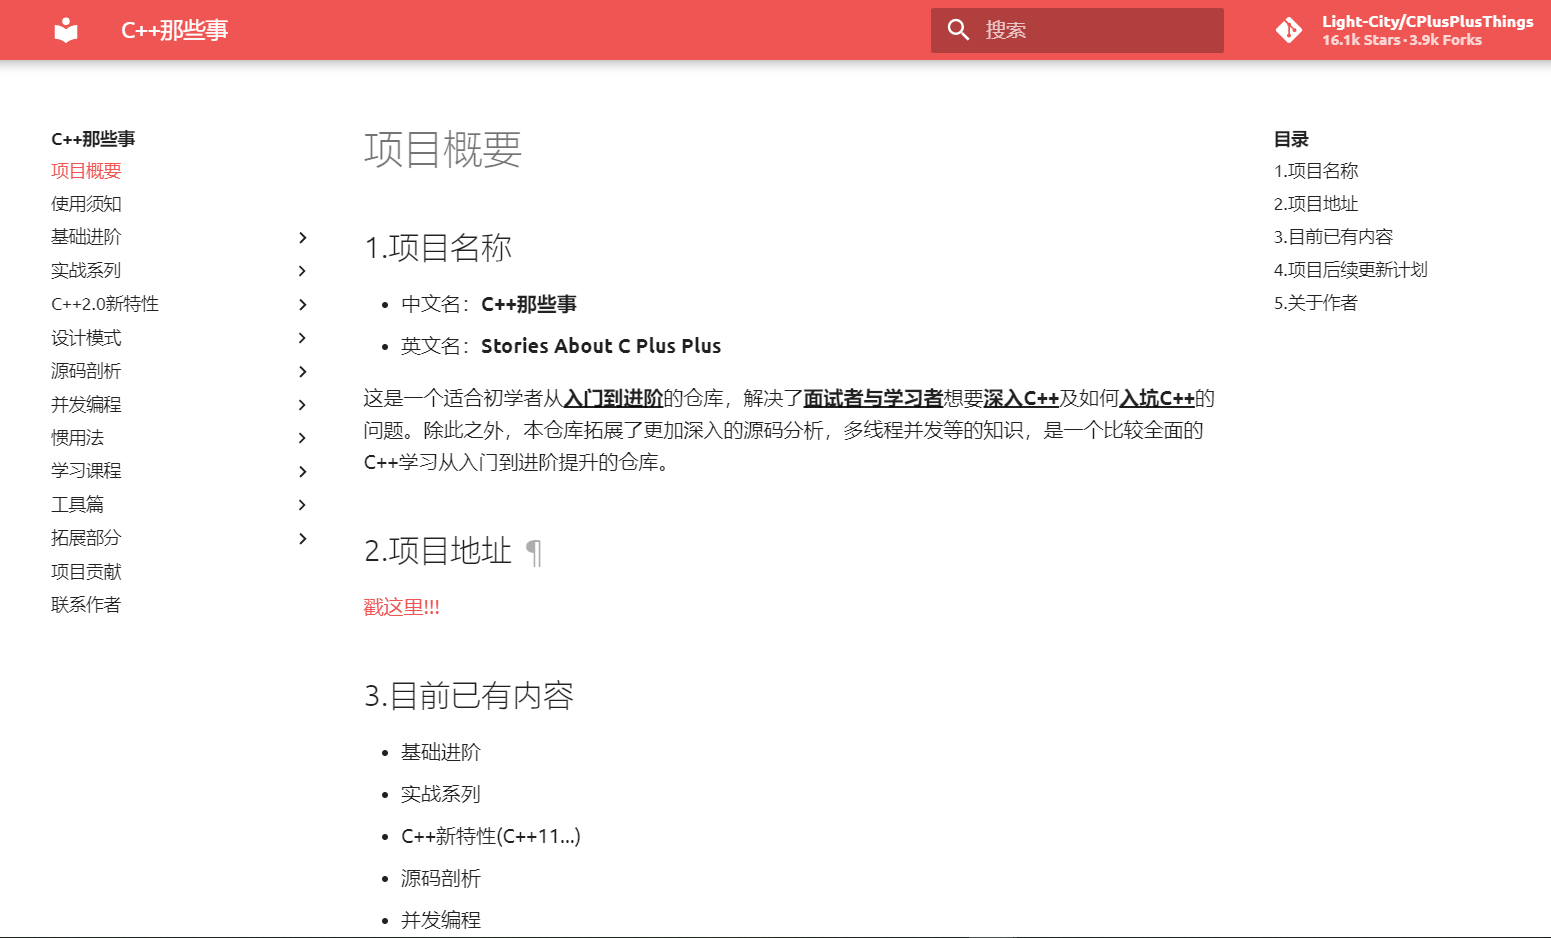 C++那些事
搜索
Light-City/CPlusPlusThings
16.1k Stars · 3.9k Forks
C++那些事
项目概要
使用须知
基础进阶
实战系列
C++2.0新特性
设计模式
源码剖析
并发编程
惯用法
学习课程
工具篇
拓展部分
项目贡献
联系作者
项目概要
1.项目名称
• 中文名：C++那些事
• 英文名：Stories About C Plus Plus
这是一个适合初学者从入门到进阶的仓库，解决了面试者与学习者想要深入C++及如何入坑C++的
问题。除此之外，本仓库拓展了更加深入的源码分析，多线程并发等的知识，是一个比较全面的
C++学习从入门到进阶提升的仓库。
2.项目地址 ¶
戳这里!!!
3.目前已有内容
• 基础进阶
• 实战系列
• C++新特性(C++11...)
• 源码剖析
• 并发编程
目录
1.项目名称
2.项目地址
3.目前已有内容
4.项目后续更新计划
5.关于作者